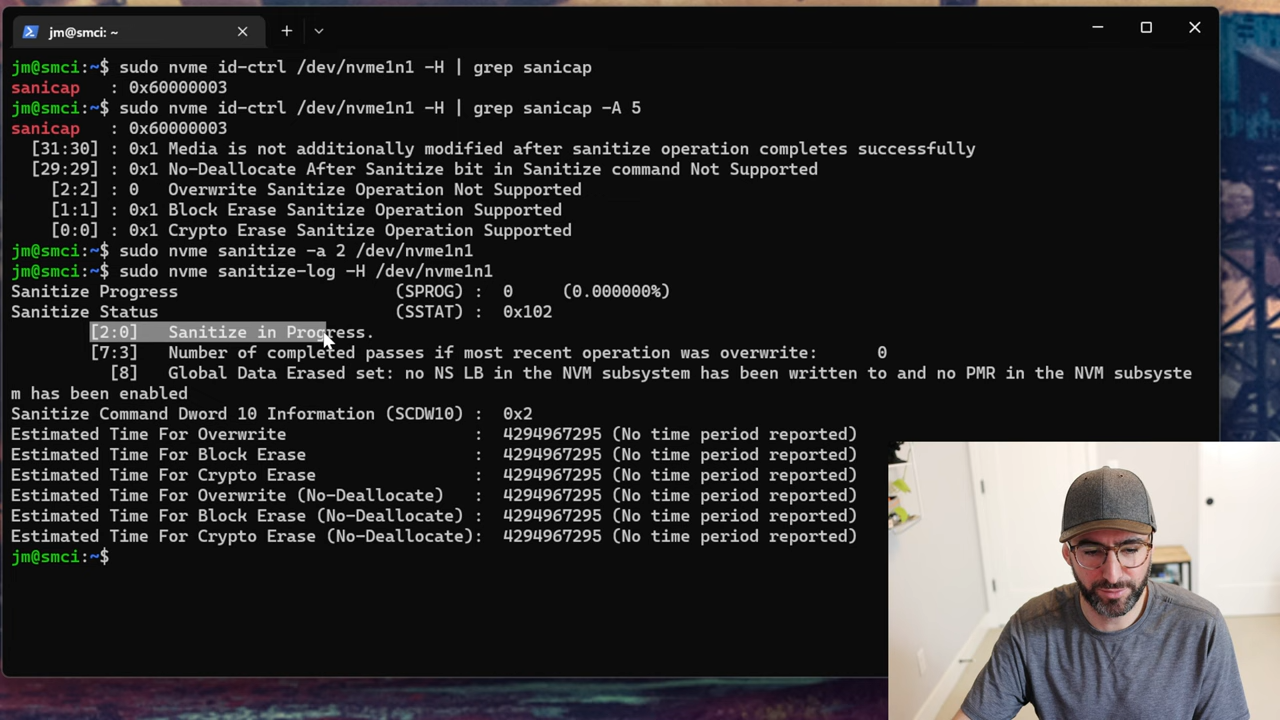 jm@smci: ~
jm@smci:~$ sudo nvme id-ctrl /dev/nvme1n1 -H | grep sanicap
sanicap   : 0x60000003
jm@smci:~$ sudo nvme id-ctrl /dev/nvme1n1 -H | grep sanicap -A 5
sanicap   : 0x60000003
  [31:30] : 0x1 Media is not additionally modified after sanitize operation completes successfully
  [29:29] : 0x1 No-Deallocate After Sanitize bit in Sanitize command Not Supported
    [2:2] : 0   Overwrite Sanitize Operation Not Supported
    [1:1] : 0x1 Block Erase Sanitize Operation Supported
    [0:0] : 0x1 Crypto Erase Sanitize Operation Supported
jm@smci:~$ sudo nvme sanitize -a 2 /dev/nvme1n1
jm@smci:~$ sudo nvme sanitize-log -H /dev/nvme1n1
Sanitize Progress                      (SPROG) :  0     (0.000000%)
Sanitize Status                        (SSTAT) :  0x102
        [2:0]   Sanitize in Progress.
        [7:3]   Number of completed passes if most recent operation was overwrite:      0
          [8]   Global Data Erased set: no NS LB in the NVM subsystem has been written to and no PMR in the NVM subsyste
m has been enabled
Sanitize Command Dword 10 Information (SCDW10) :  0x2
Estimated Time For Overwrite                   :  4294967295 (No time period reported)
Estimated Time For Block Erase                 :  4294967295 (No time period reported)
Estimated Time For Crypto Erase                :  4294967295 (No time period reported)
Estimated Time For Overwrite (No-Deallocate)   :  4294967295 (No time period reported)
Estimated Time For Block Erase (No-Deallocate) :  4294967295 (No time period reported)
Estimated Time For Crypto Erase (No-Deallocate):  4294967295 (No time period reported)
jm@smci:~$